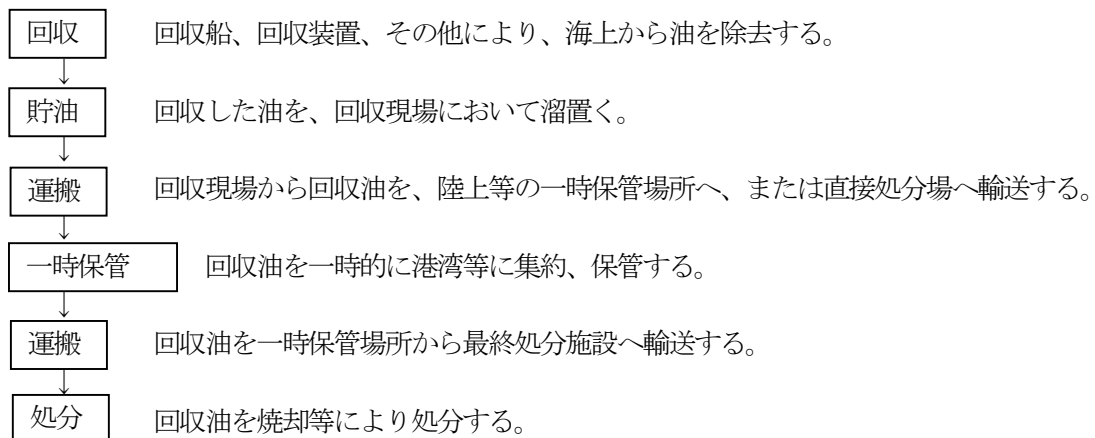 回収 回収船、回収装置、その他により、海上から油を除去する。
↓
貯油 回収した油を、回収現場において溜置く。
↓
運搬 回収現場から回収油を、陸上等の一時保管場所へ、または直接処分場へ輸送する。
↓
一時保管 回収油を一時的に港湾等に集約、保管する。
↓
運搬 回収油を一時保管場所から最終処分施設へ輸送する。
↓
処分 回収油を焼却等により処分する。